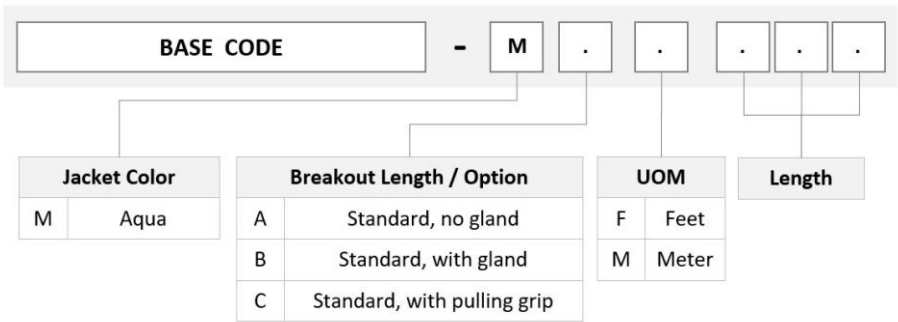 BASE CODE - M . . . . .
Jacket Color Breakout Length / Option UOM Length
M Aqua A Standard, no gland F Feet
B Standard, with gland M Meter
C Standard, with pulling grip